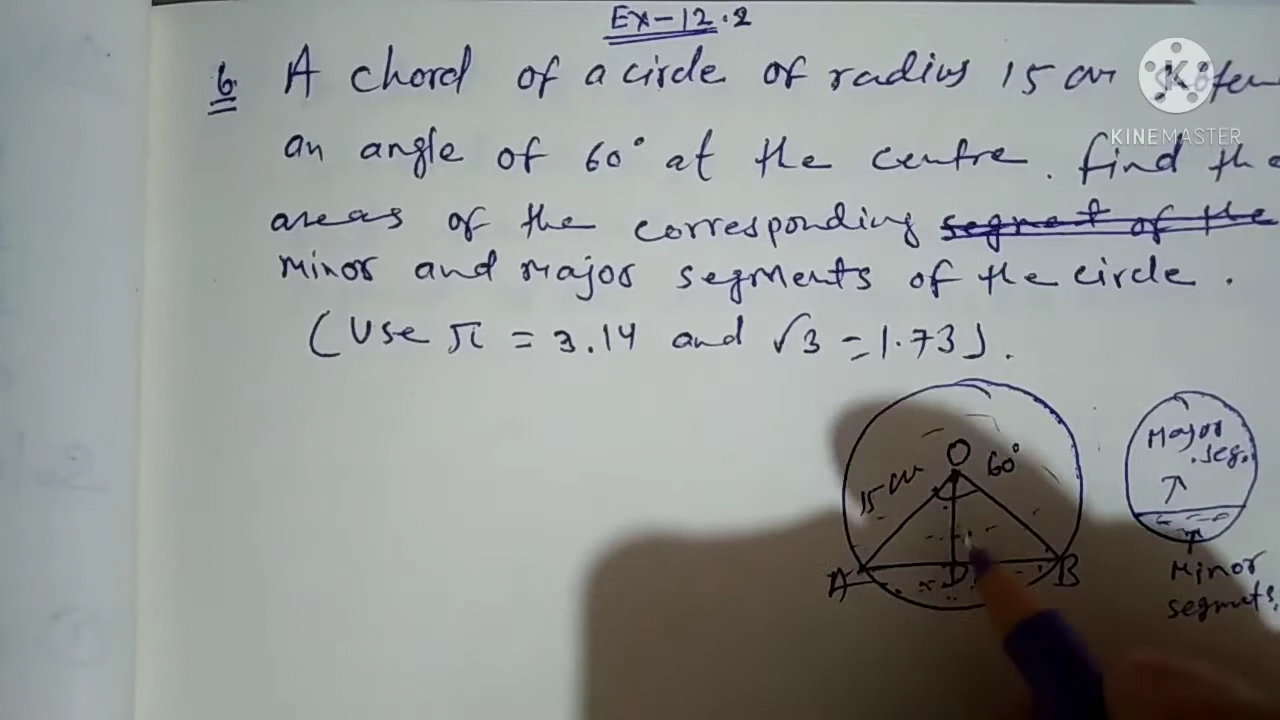 Ex-12.2
6 A chord of a circle of radius 15 cm
an angle of 60° at the centre. find the
areas of the corresponding segment of the
minor and major segments of the circle.
(Use π = 3.14 and √3 = 1.73).
K
KINEMASTER
O
60°
15 cm
A
D
B
Major
seg.
Minor
segments.